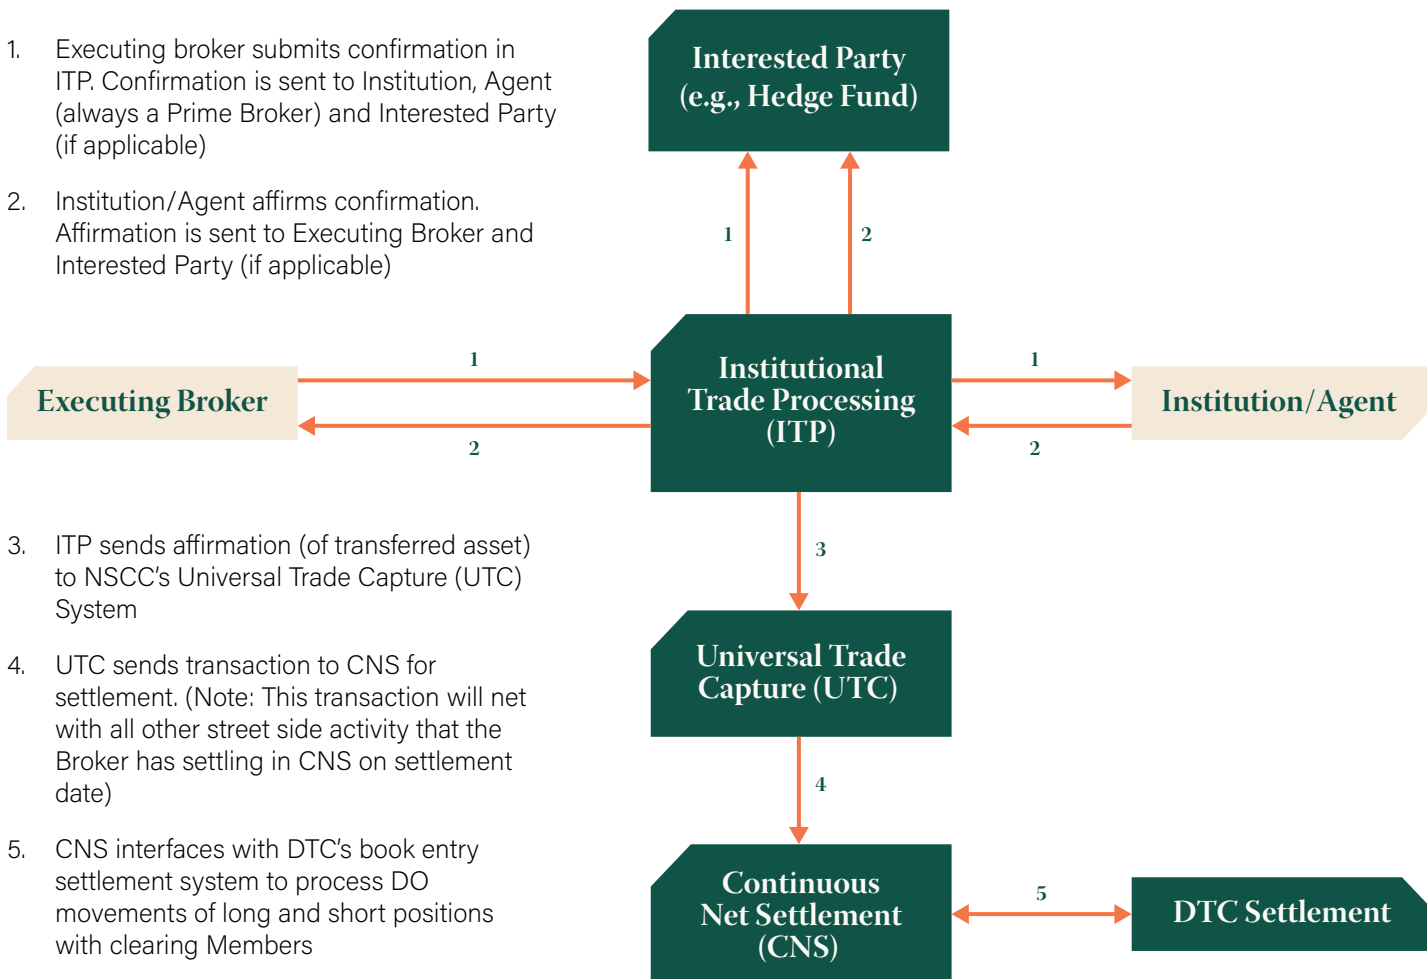 1. Executing broker submits confirmation in
ITP. Confirmation is sent to Institution, Agent
(always a Prime Broker) and Interested Party
(if applicable)
2. Institution/Agent affirms confirmation.
Affirmation is sent to Executing Broker and
Interested Party (if applicable)
Interested Party
(e.g., Hedge Fund)
1
2
Executing Broker
1
2
Institutional
Trade Processing
(ITP)
1
2
Institution/Agent
3. ITP sends affirmation (of transferred asset)
to NSCC's Universal Trade Capture (UTC)
System
4. UTC sends transaction to CNS for
settlement. (Note: This transaction will net
with all other street side activity that the
Broker has settling in CNS on settlement
date)
5. CNS interfaces with DTC's book entry
settlement system to process DO
movements of long and short positions
with clearing Members
3
Universal Trade
Capture (UTC)
4
Continuous
Net Settlement
(CNS)
5
DTC Settlement